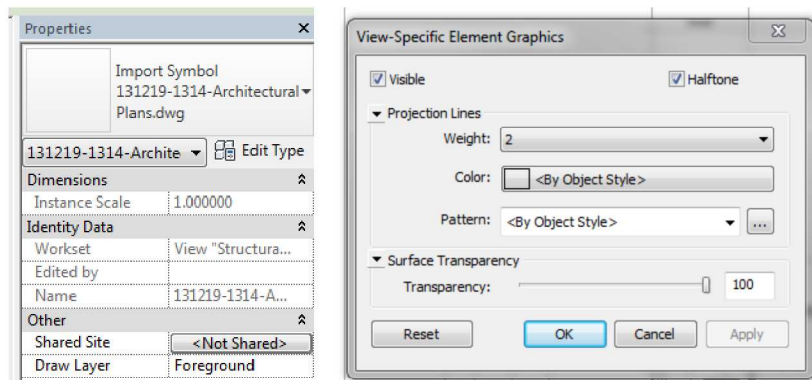 Properties
Import Symbol
131219-1314-Architectural
Plans.dwg
131219-1314-Archite
Edit Type
Dimensions
Instance Scale 1.000000
Identity Data
Workset View "Structura...
Edited by
Name 131219-1314-A...
Other
Shared Site <Not Shared>
Draw Layer Foreground
View-Specific Element Graphics
Visible Halftone
Projection Lines
Weight: 2
Color: <By Object Style>
Pattern: <By Object Style> ...
Surface Transparency
Transparency: 100
Reset OK Cancel Apply